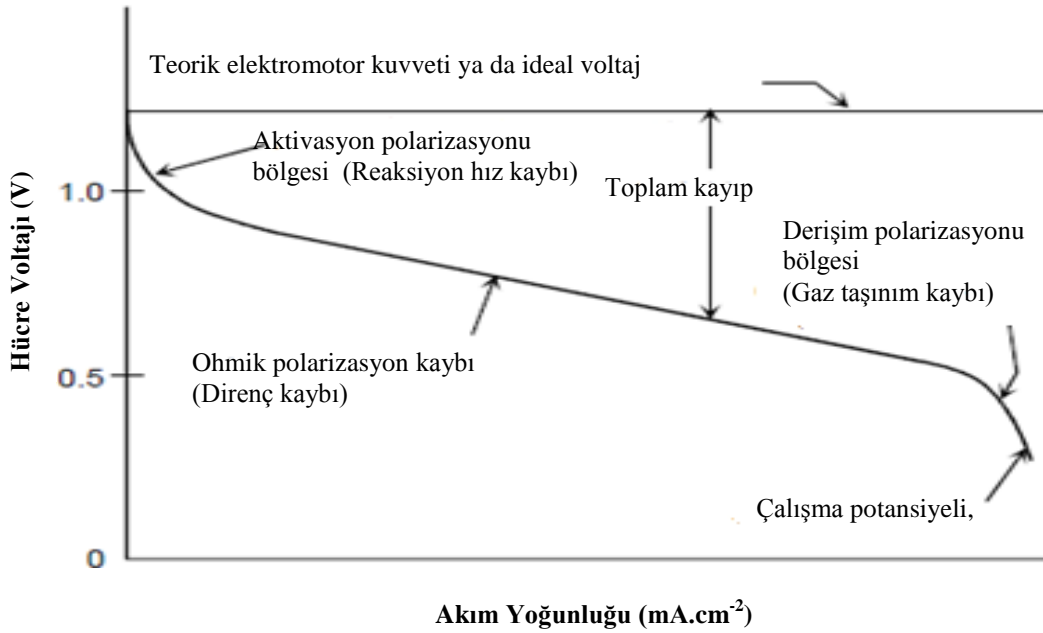 Teorik elektromotor kuvveti ya da ideal voltaj
Aktivasyon polarizasyonu
bölgesi (Reaksiyon hız kaybı)
Toplam kayıp
Derişim polarizasyonu
bölgesi
(Gaz taşınım kaybı)
Ohmik polarizasyon kaybı
(Direnç kaybı)
Çalışma potansiyeli,
Hücre Voltajı (V)
1.0
0.5
0
Akım Yoğunluğu (mA.cm⁻²)